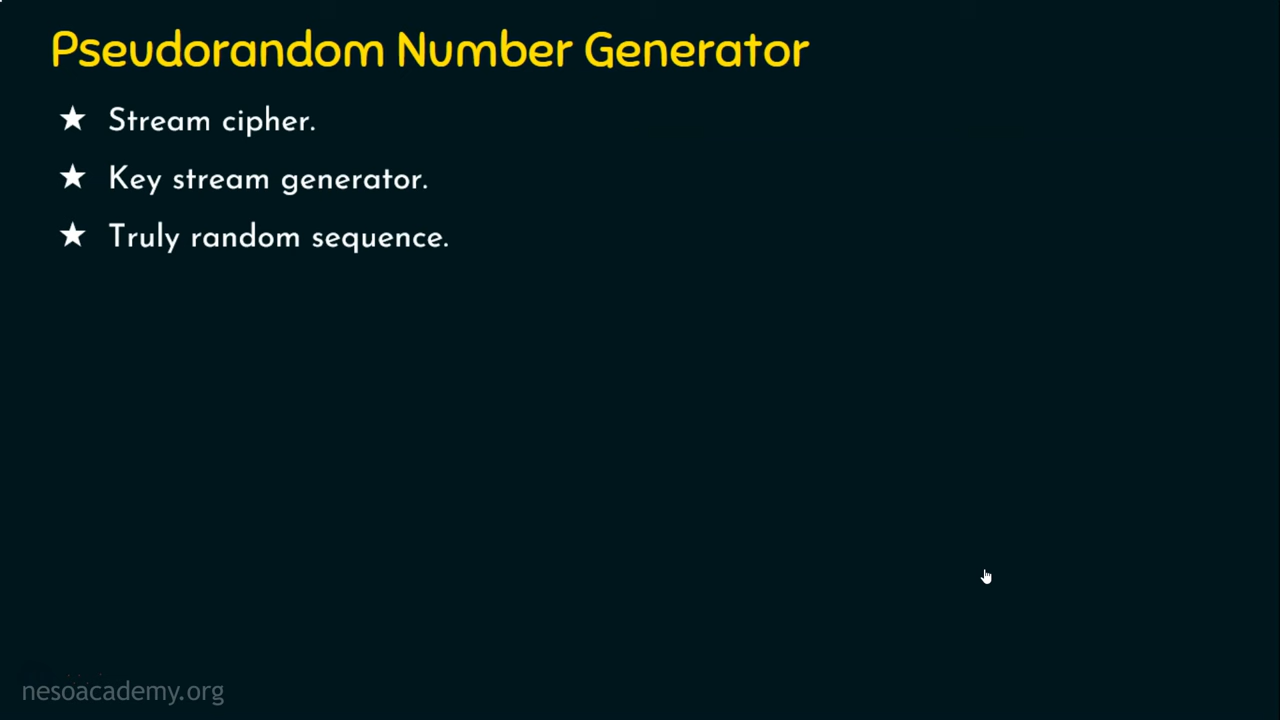 Pseudorandom Number Generator
★ Stream cipher.
★ Key stream generator.
★ Truly random sequence.
nesoacademy.org